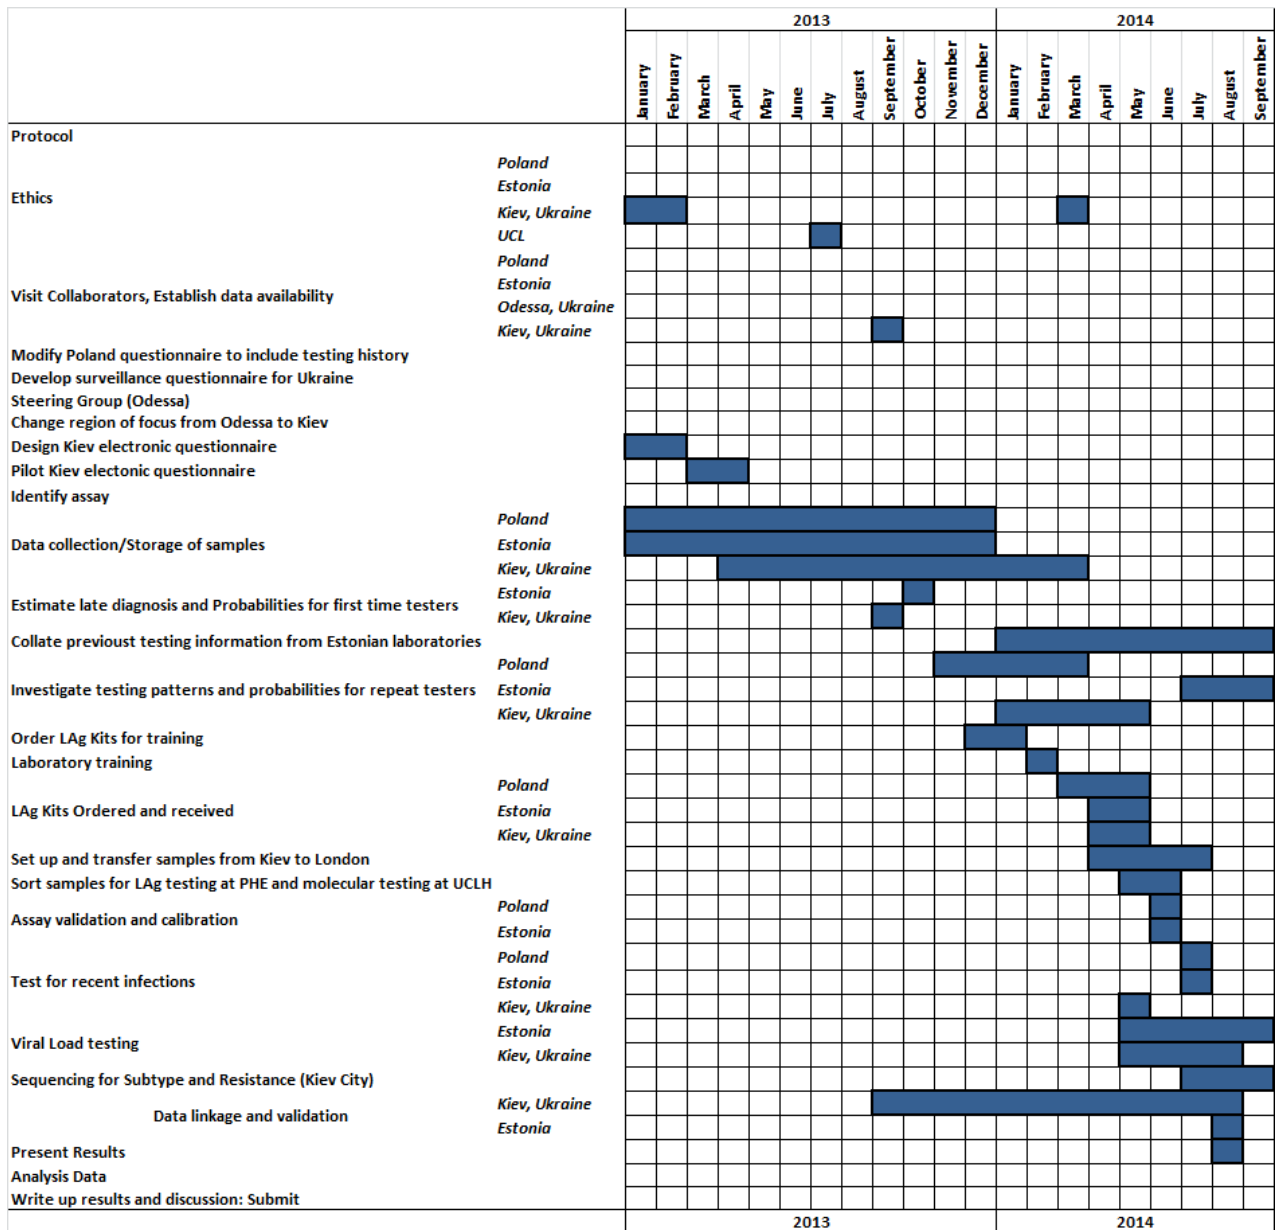 2013 2014
January February March April May June July August September October November December January February March April May June July August September
Protocol
Poland
Estonia
Ethics
Kiev, Ukraine
UCL
Poland
Estonia
Visit Collaborators, Establish data availability
Odessa, Ukraine
Kiev, Ukraine
Modify Poland questionnaire to include testing history
Develop surveillance questionnaire for Ukraine
Steering Group (Odessa)
Change region of focus from Odessa to Kiev
Design Kiev electronic questionnaire
Pilot Kiev electonic questionnaire
Identify assay
Poland
Data collection/Storage of samples Estonia
Kiev, Ukraine
Estonia
Estimate late diagnosis and Probabilities for first time testers
Kiev, Ukraine
Collate previoust testing information from Estonian laboratories
Poland
Investigate testing patterns and probabilities for repeat testers Estonia
Kiev, Ukraine
Order LAg Kits for training
Laboratory training
Poland
LAg Kits Ordered and received Estonia
Kiev, Ukraine
Set up and transfer samples from Kiev to London
Sort samples for LAg testing at PHE and molecular testing at UCLH
Poland
Assay validation and calibration
Estonia
Poland
Test for recent infections Estonia
Kiev, Ukraine
Estonia
Viral Load testing
Kiev, Ukraine
Sequencing for Subtype and Resistance (Kiev City)
Kiev, Ukraine
Data linkage and validation
Estonia
Present Results
Analysis Data
Write up results and discussion: Submit
2013 2014